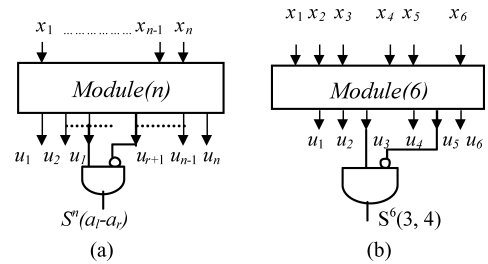 x1 ……………… xn-1 xn
Module(n)
u1 u2 ul ur+1 un-1 un
Sn(al-ar)
(a)
x1 x2 x3 x4 x5 x6
Module(6)
u1 u2 u3 u4 u5 u6
S6(3, 4)
(b)